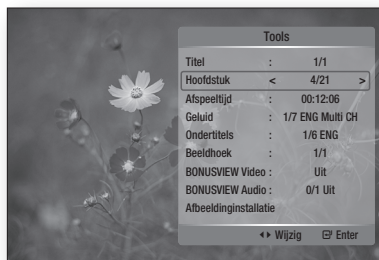 Tools
Titel : 1/1
Hoofdstuk < 4/21 >
Afspeeltijd : 00:12:06
Geluid : 1/7 ENG Multi CH
Ondertitels : 1/6 ENG
Beeldhoek : 1/1
BONUSVIEW Video : Uit
BONUSVIEW Audio : 0/1 Uit
Afbeeldinginstallatie
Wijzig Enter